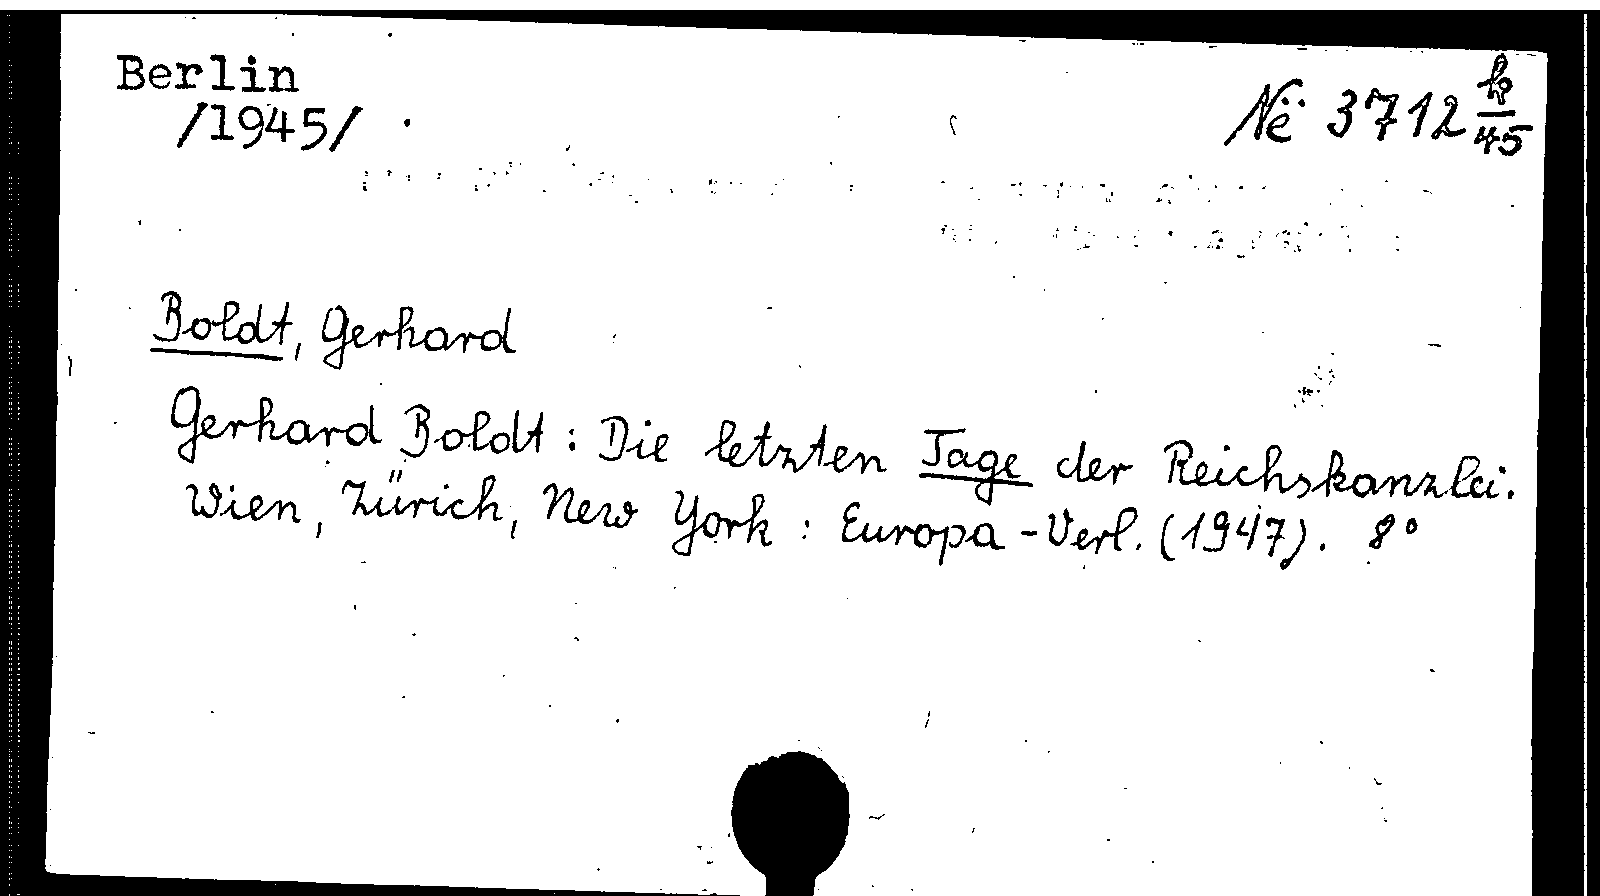 Berlin
/1945/
Në 3712 k/45
Boldt, Gerhard
Gerhard Boldt : Die letzten Tage der Reichskanzlei.
Wien, Zürich, New York : Europa-Verl. (1947). 8°